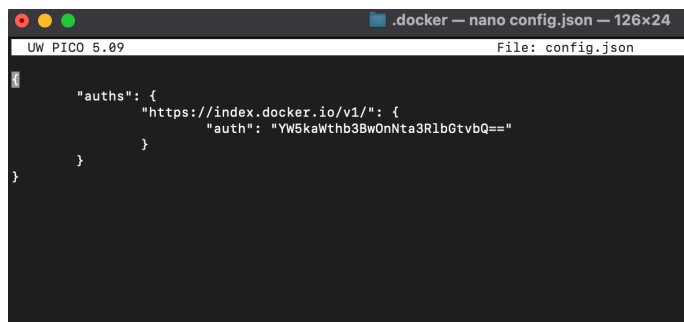 .docker — nano config.json — 126×24
UW PICO 5.09 File: config.json
{
"auths": {
"https://index.docker.io/v1/": {
"auth": "YW5kaWthb3BwOnNta3RlbGtvbQ=="
}
}
}